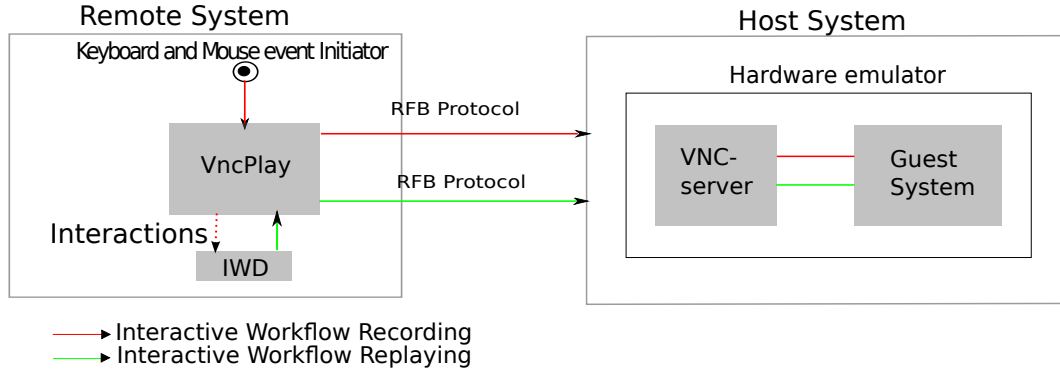 Remote System
Host System
Keyboard and Mouse event Initiator
Hardware emulator
RFB Protocol
VncPlay
VNC-
server
Guest
System
RFB Protocol
Interactions
IWD
Interactive Workflow Recording
Interactive Workflow Replaying